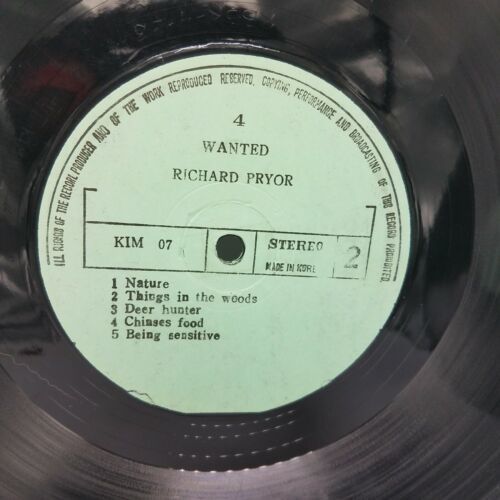 ALL RIGHRS OF THE RECORD PRODUCER AND OF THE WORK REPRODUCED RESERVED. COPYING, PERFORMANCE AND BROADCASTING OF THIS RECORD PROHIBITED.
4
WANTED
RICHARD PRYOR
KIM 07
STEREO
MADE IN KORE
2
1 Nature
2 Things in the woods
3 Deer hunter
4 Chinses food
5 Being sensitive